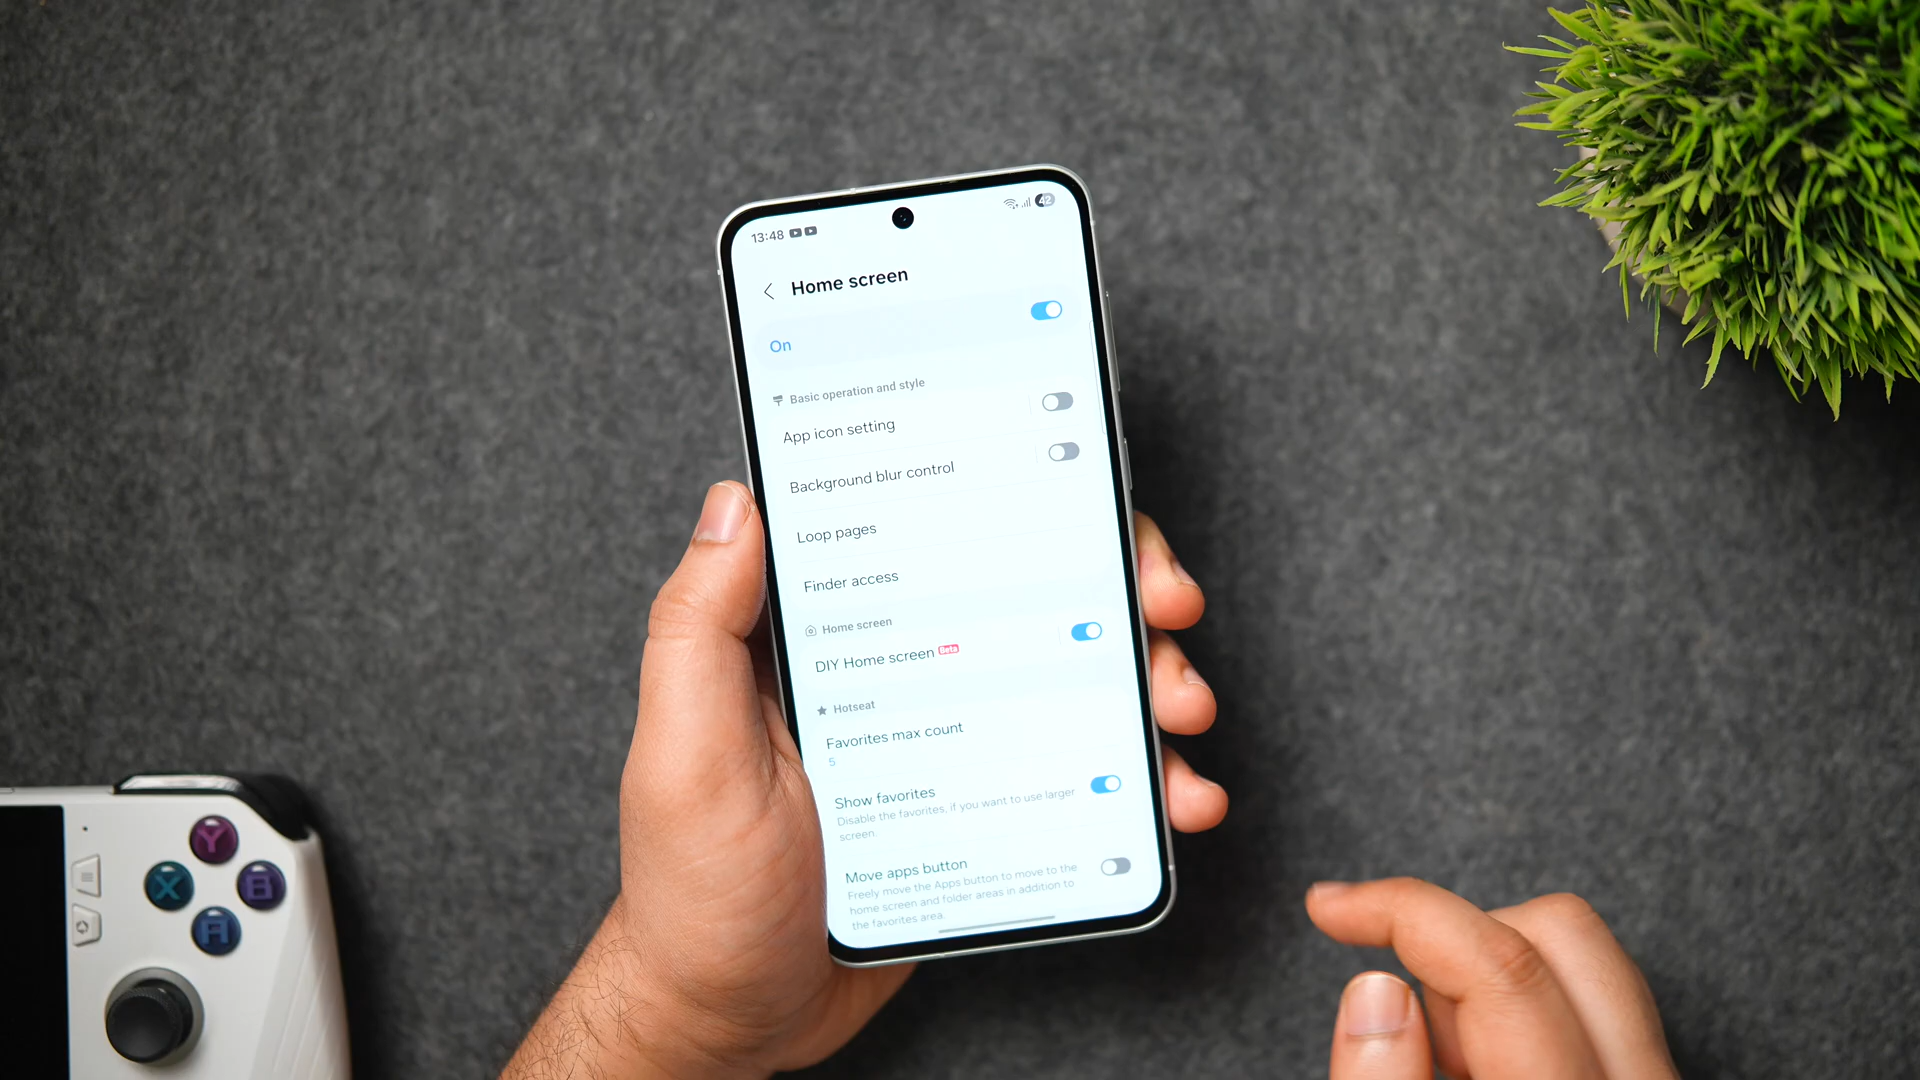 13:48
42
Home screen
On
Basic operation and style
App icon setting
Background blur control
Loop pages
Finder access
Home screen
DIY Home screen Beta
Hotseat
Favorites max count
5
Show favorites
Disable the favorites, if you want to use larger
screen.
Move apps button
Freely move the Apps button to move to the
home screen and folder areas in addition to
the favorites area.
Y
X
B
A